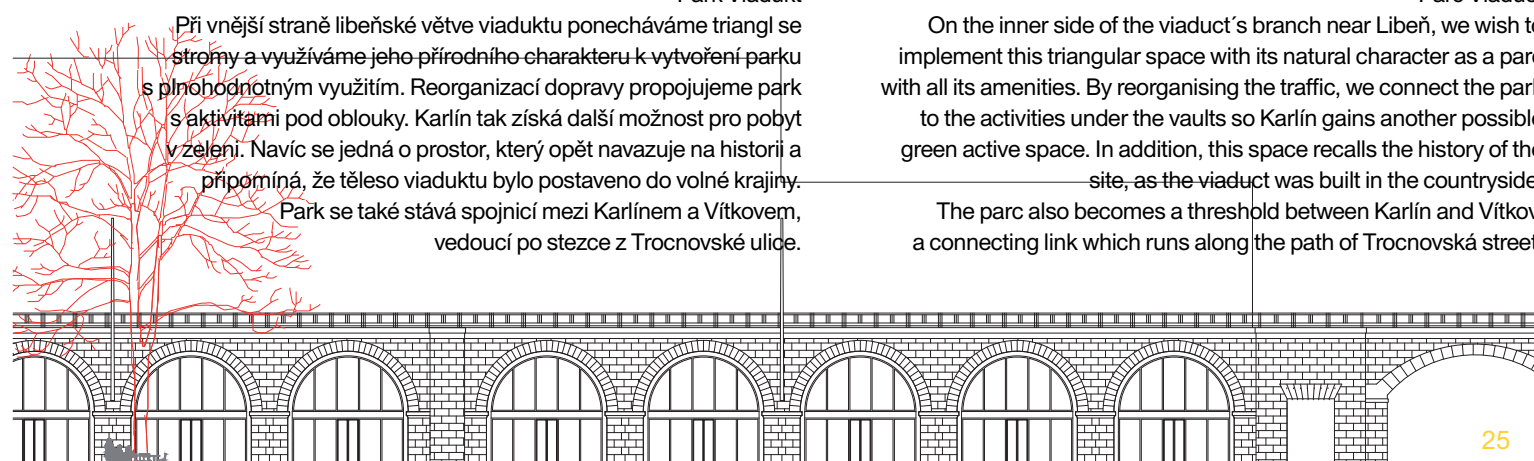 Park Viadukt
Při vnější straně libeňské větve viaduktu ponecháváme triangl se
stromy a využíváme jeho přírodního charakteru k vytvoření parku
s plnohodnotným využitím. Reorganizací dopravy propojujeme park
s aktivitami pod oblouky. Karlín tak získá další možnost pro pobyt
v zeleni. Navíc se jedná o prostor, který opět navazuje na historii a
připomíná, že těleso viaduktu bylo postaveno do volné krajiny.
Park se také stává spojnicí mezi Karlínem a Vítkovem,
vedoucí po stezce z Trocnovské ulice.
On the inner side of the viaduct´s branch near Libeň, we wish to
implement this triangular space with its natural character as a parc
with all its amenities. By reorganising the traffic, we connect the park
to the activities under the vaults so Karlín gains another possible
green active space. In addition, this space recalls the history of the
site, as the viaduct was built in the countryside
The parc also becomes a threshold between Karlín and Vítkov
a connecting link which runs along the path of Trocnovská street
25